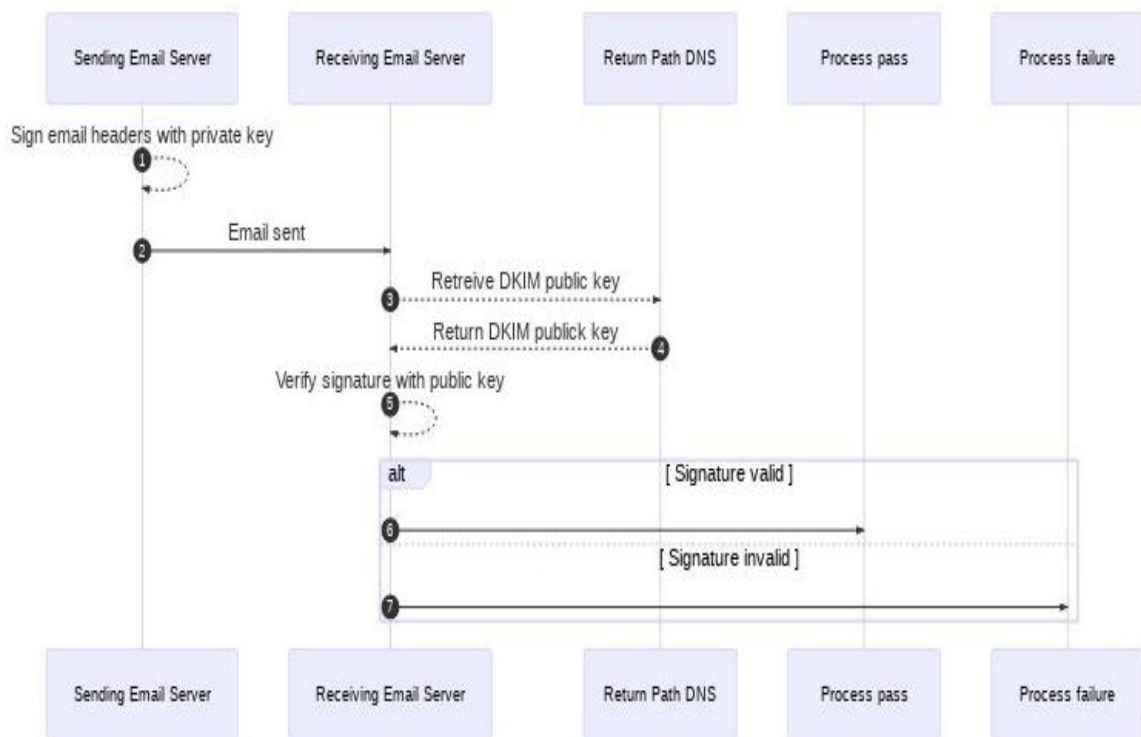 Sending Email Server
Receiving Email Server
Return Path DNS
Process pass
Process failure
Sign email headers with private key
1
Email sent
2
Retreive DKIM public key
3
Return DKIM publick key
4
Verify signature with public key
5
alt
[ Signature valid ]
6
[ Signature invalid ]
7
Sending Email Server
Receiving Email Server
Return Path DNS
Process pass
Process failure